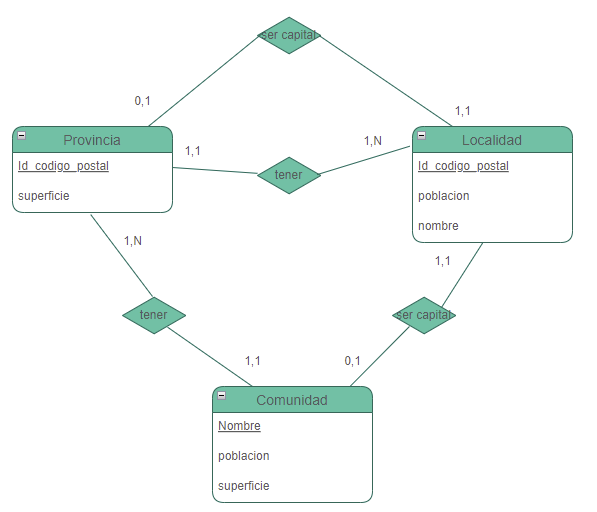 ser capital
0,1
1,1
Provincia
Id_codigo_postal
superficie
1,1
tener
1,N
Localidad
Id_codigo_postal
poblacion
nombre
1,N
tener
1,1
1,1
ser capital
0,1
Comunidad
Nombre
poblacion
superficie